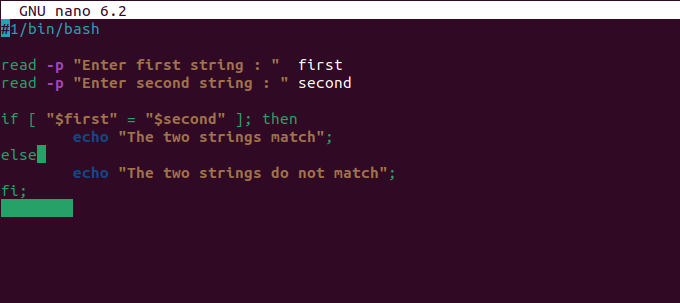 GNU nano 6.2
#1/bin/bash
read -p "Enter first string : "  first
read -p "Enter second string : " second
if [ "$first" = "$second" ]; then
        echo "The two strings match";
else
        echo "The two strings do not match";
fi;